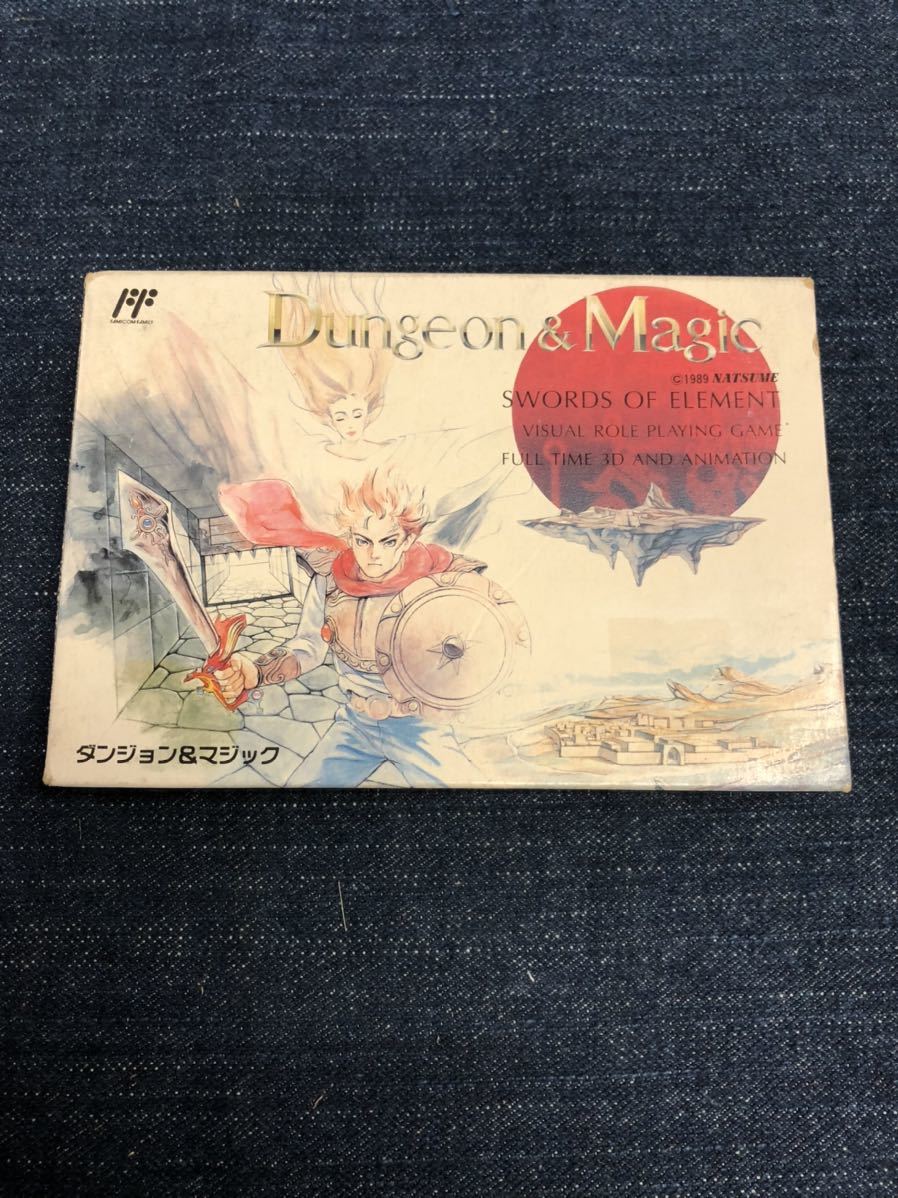 FAMICOM FAMILY
Dungeon & Magic
©1989 NATSUME
SWORDS OF ELEMENT
VISUAL ROLE PLAYING GAME
FULL TIME 3D AND ANIMATION
ダンジョン&マジック